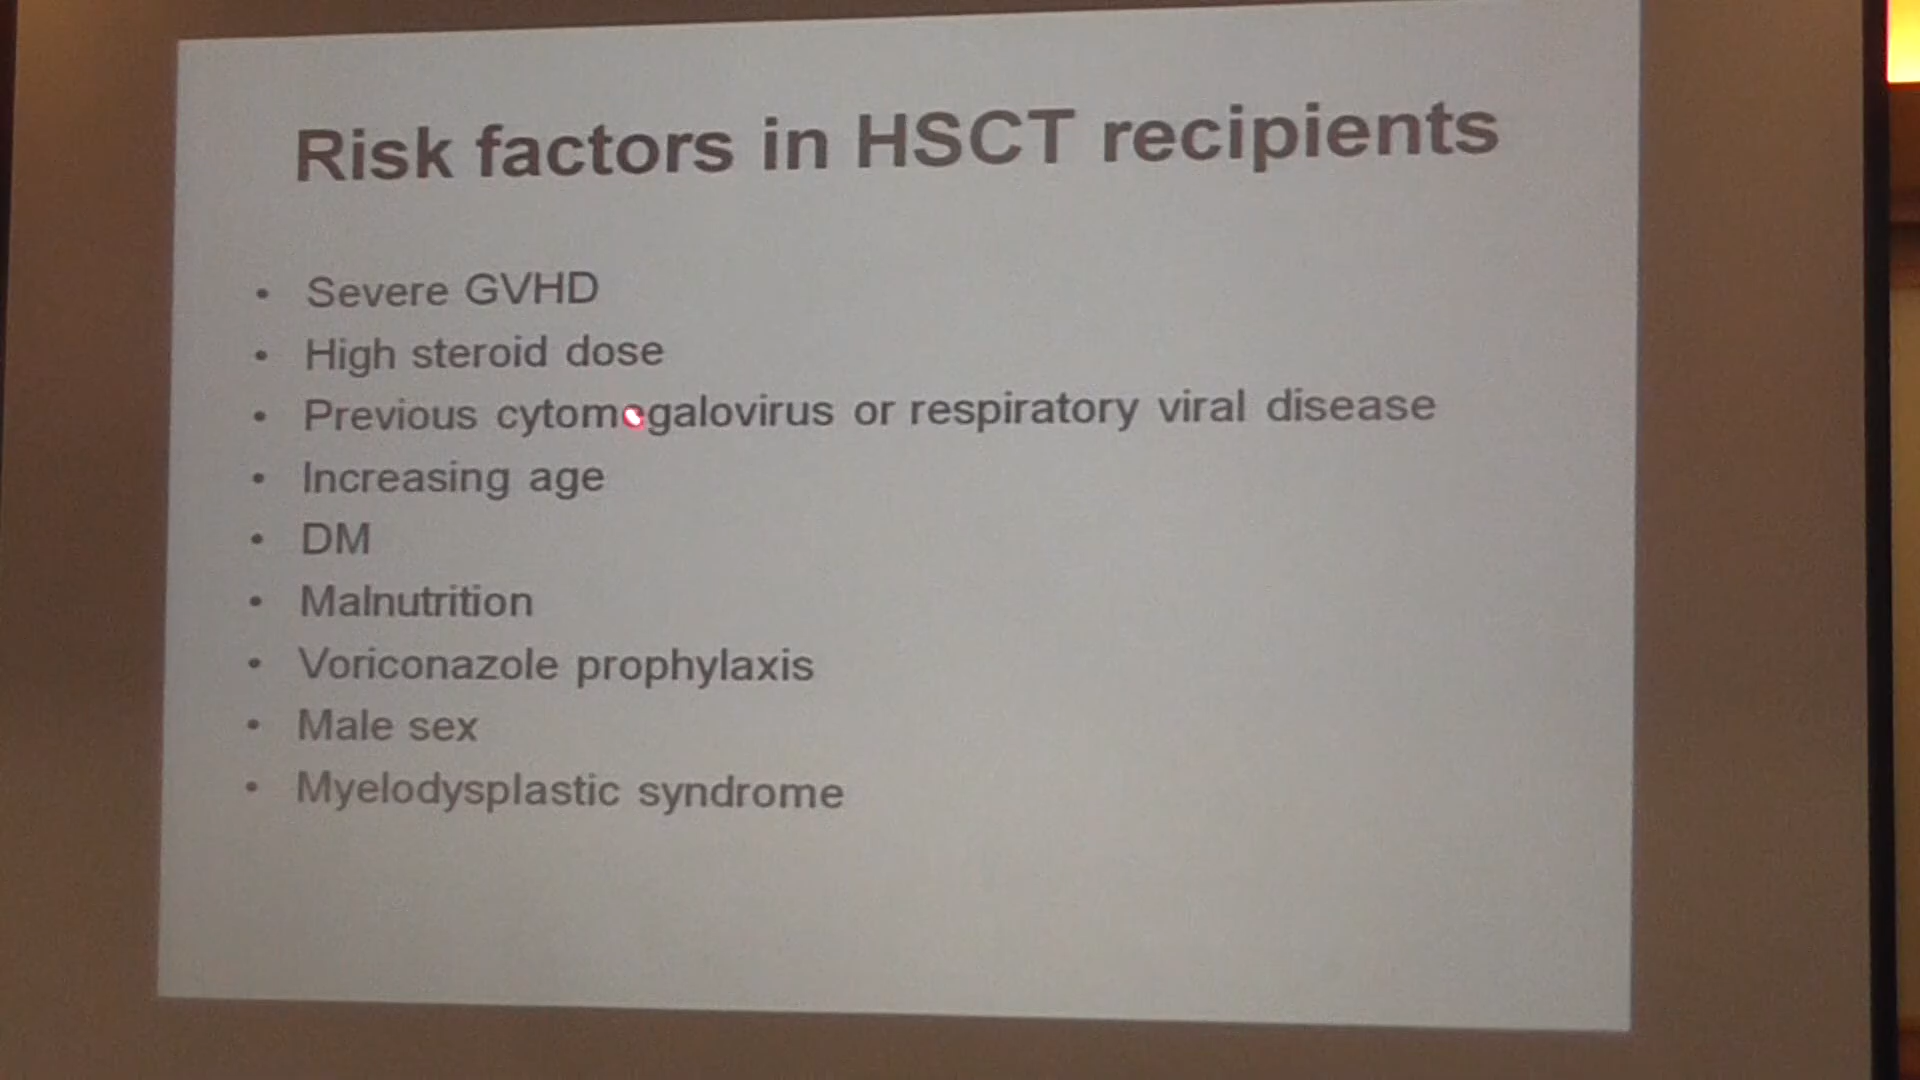 Risk factors in HSCT recipients
• Severe GVHD
• High steroid dose
• Previous cytomegalovirus or respiratory viral disease
• Increasing age
• DM
• Malnutrition
• Voriconazole prophylaxis
• Male sex
• Myelodysplastic syndrome